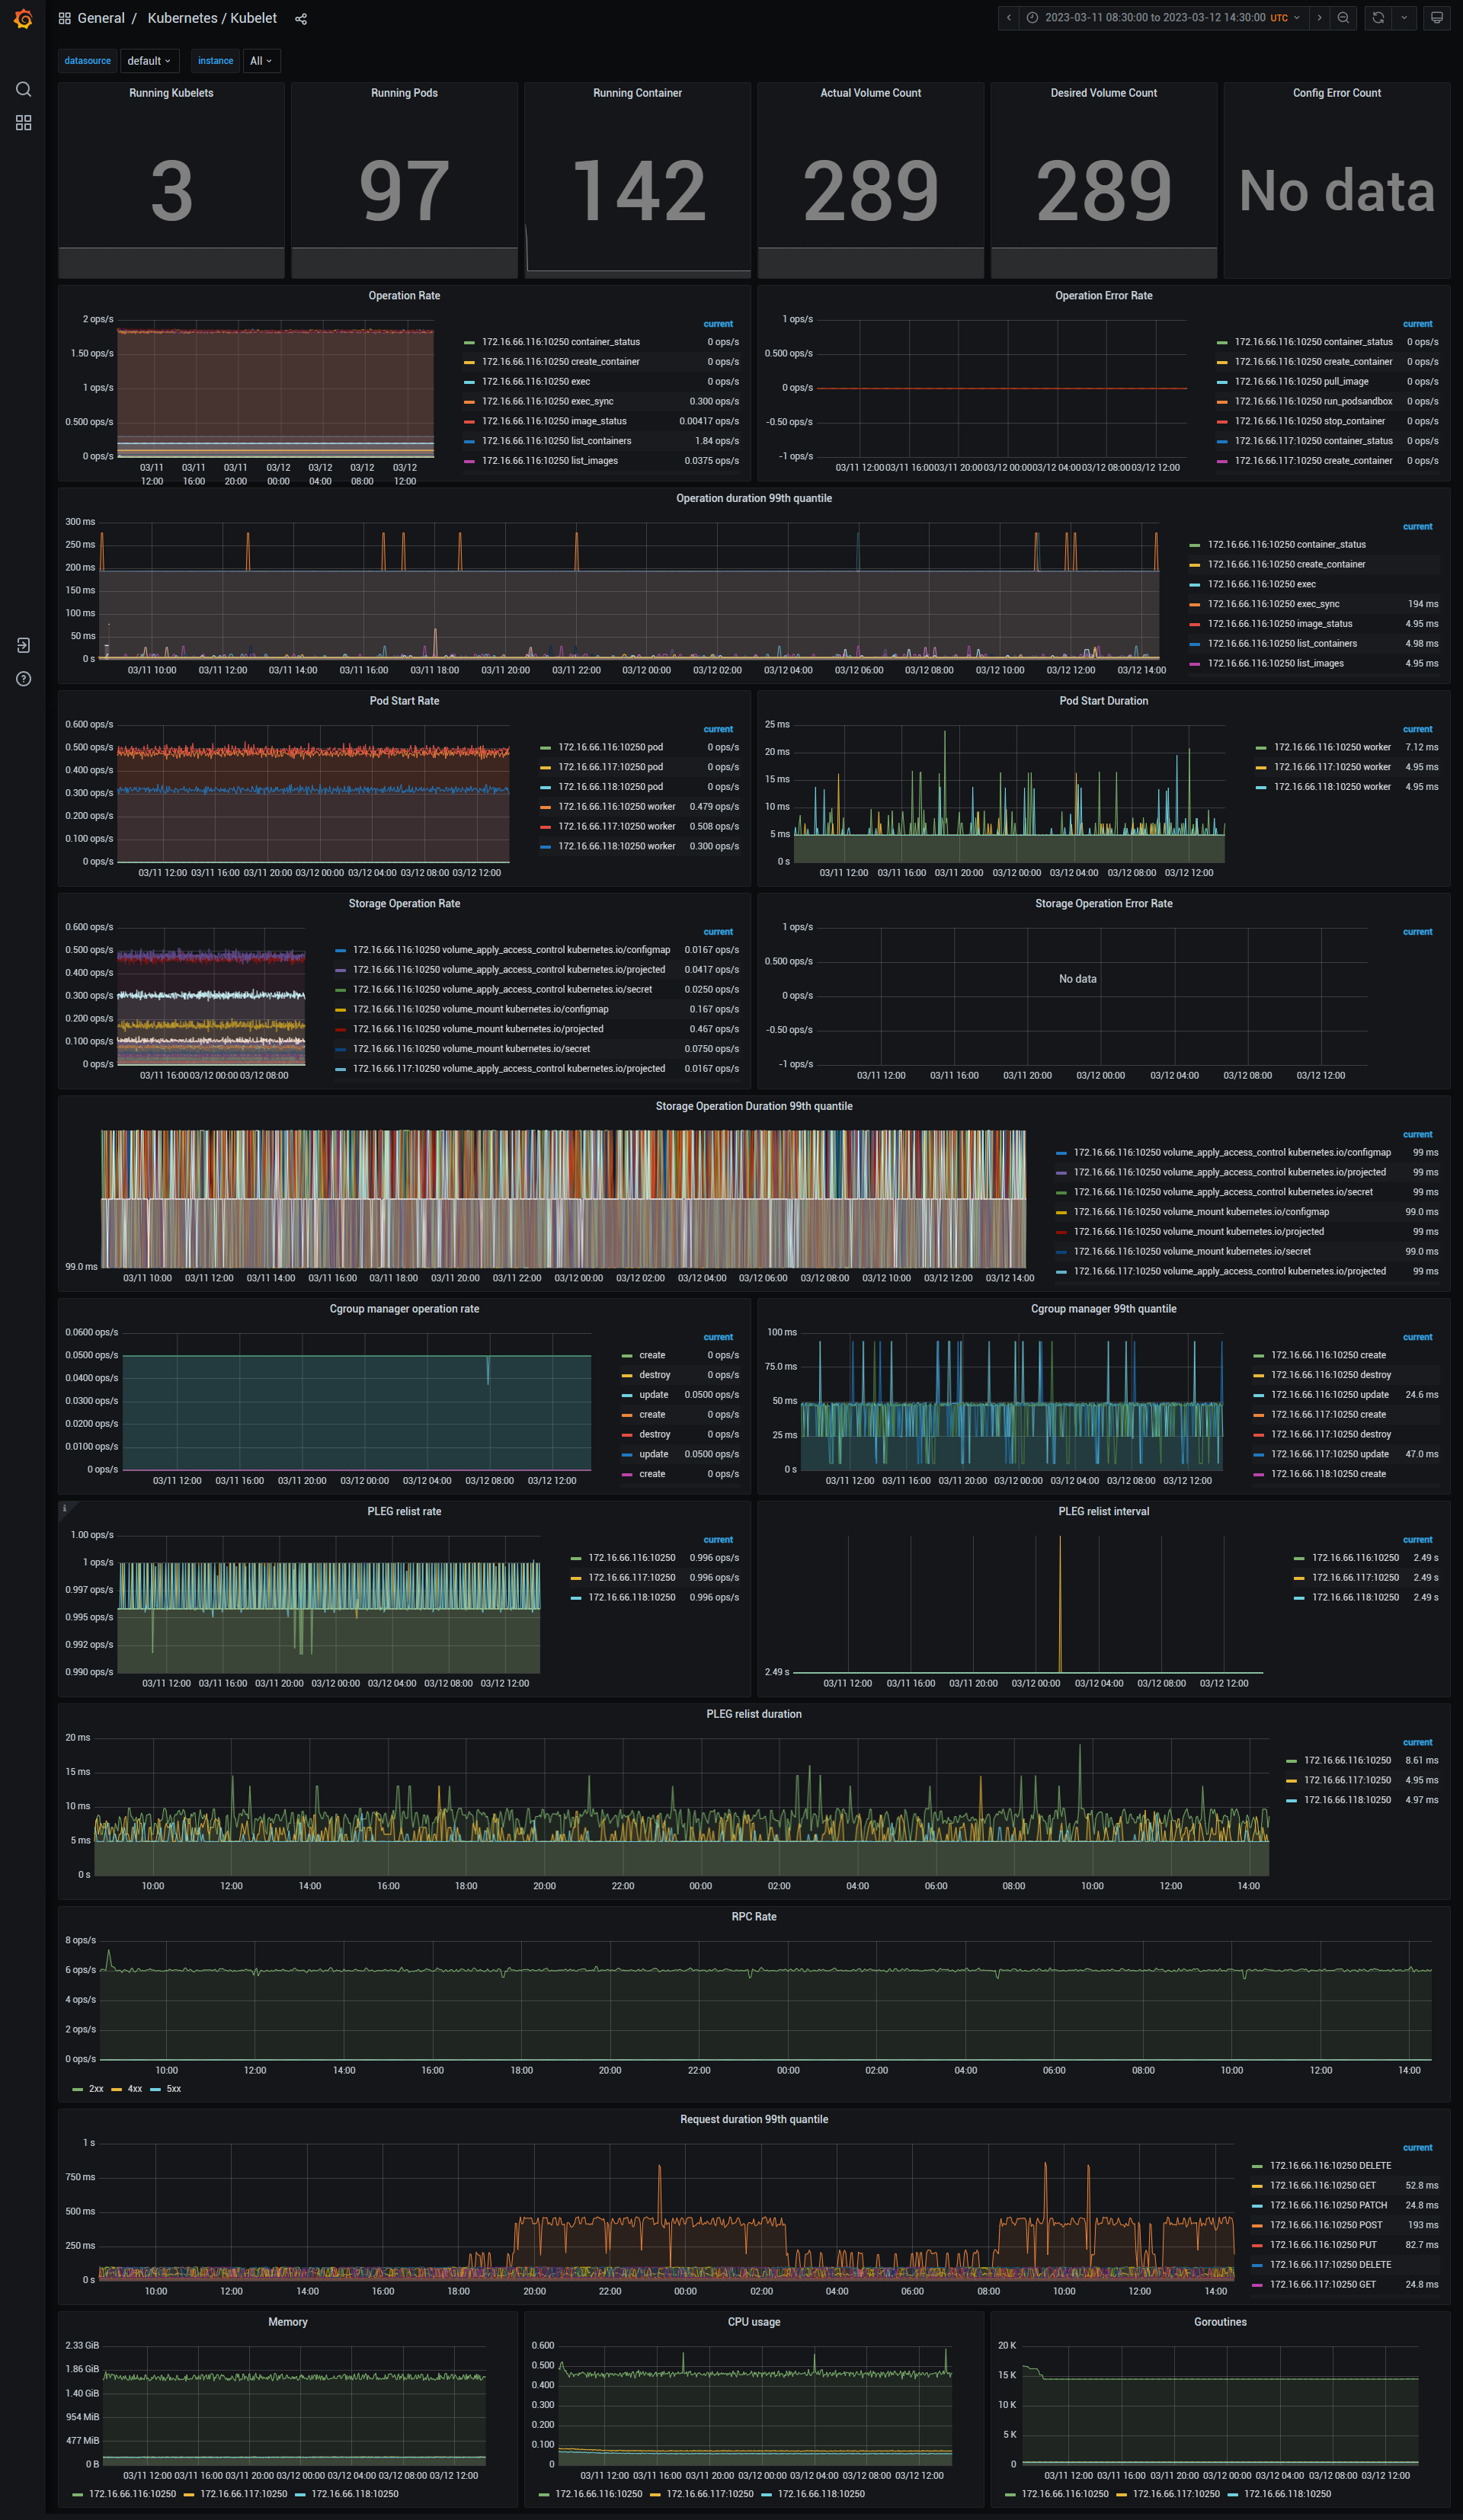 General / Kubernetes / Kubelet
2023-03-11 08:30:00 to 2023-03-12 14:30:00 UTC
datasource default instance All
Running Kubelets
3
Running Pods
97
Running Container
142
Actual Volume Count
289
Desired Volume Count
289
Config Error Count
No data
Operation Rate
2 ops/s
1.50 ops/s
1 ops/s
0.500 ops/s
0 ops/s
03/11 03/11 03/11 03/12 03/12 03/12 03/12
12:00 16:00 20:00 00:00 04:00 08:00 12:00
current
172.16.66.116:10250 container_status 0 ops/s
172.16.66.116:10250 create_container 0 ops/s
172.16.66.116:10250 exec 0 ops/s
172.16.66.116:10250 exec_sync 0.300 ops/s
172.16.66.116:10250 image_status 0.00417 ops/s
172.16.66.116:10250 list_containers 1.84 ops/s
172.16.66.116:10250 list_images 0.0375 ops/s
Operation Error Rate
1 ops/s
0.500 ops/s
0 ops/s
-0.50 ops/s
-1 ops/s
03/11 12:00 03/11 16:00 03/11 20:00 03/12 00:00 03/12 04:00 03/12 08:00 03/12 12:00
current
172.16.66.116:10250 container_status 0 ops/s
172.16.66.116:10250 create_container 0 ops/s
172.16.66.116:10250 pull_image 0 ops/s
172.16.66.116:10250 run_podsandbox 0 ops/s
172.16.66.116:10250 stop_container 0 ops/s
172.16.66.117:10250 container_status 0 ops/s
172.16.66.117:10250 create_container 0 ops/s
Operation duration 99th quantile
300 ms
250 ms
200 ms
150 ms
100 ms
50 ms
0 s
03/11 10:00 03/11 12:00 03/11 14:00 03/11 16:00 03/11 18:00 03/11 20:00 03/11 22:00 03/12 00:00 03/12 02:00 03/12 04:00 03/12 06:00 03/12 08:00 03/12 10:00 03/12 12:00 03/12 14:00
current
172.16.66.116:10250 container_status
172.16.66.116:10250 create_container
172.16.66.116:10250 exec
172.16.66.116:10250 exec_sync 194 ms
172.16.66.116:10250 image_status 4.95 ms
172.16.66.116:10250 list_containers 4.98 ms
172.16.66.116:10250 list_images 4.95 ms
Pod Start Rate
0.600 ops/s
0.500 ops/s
0.400 ops/s
0.300 ops/s
0.200 ops/s
0.100 ops/s
0 ops/s
03/11 12:00 03/11 16:00 03/11 20:00 03/12 00:00 03/12 04:00 03/12 08:00 03/12 12:00
current
172.16.66.116:10250 pod 0 ops/s
172.16.66.117:10250 pod 0 ops/s
172.16.66.118:10250 pod 0 ops/s
172.16.66.116:10250 worker 0.479 ops/s
172.16.66.117:10250 worker 0.508 ops/s
172.16.66.118:10250 worker 0.300 ops/s
Pod Start Duration
25 ms
20 ms
15 ms
10 ms
5 ms
0 s
03/11 12:00 03/11 16:00 03/11 20:00 03/12 00:00 03/12 04:00 03/12 08:00 03/12 12:00
current
172.16.66.116:10250 worker 7.12 ms
172.16.66.117:10250 worker 4.95 ms
172.16.66.118:10250 worker 4.95 ms
Storage Operation Rate
0.600 ops/s
0.500 ops/s
0.400 ops/s
0.300 ops/s
0.200 ops/s
0.100 ops/s
0 ops/s
03/11 16:00 03/12 00:00 03/12 08:00
current
172.16.66.116:10250 volume_apply_access_control kubernetes.io/configmap 0.0167 ops/s
172.16.66.116:10250 volume_apply_access_control kubernetes.io/projected 0.0417 ops/s
172.16.66.116:10250 volume_apply_access_control kubernetes.io/secret 0.0250 ops/s
172.16.66.116:10250 volume_mount kubernetes.io/configmap 0.167 ops/s
172.16.66.116:10250 volume_mount kubernetes.io/projected 0.467 ops/s
172.16.66.116:10250 volume_mount kubernetes.io/secret 0.0750 ops/s
172.16.66.117:10250 volume_apply_access_control kubernetes.io/projected 0.0167 ops/s
Storage Operation Error Rate
1 ops/s
0.500 ops/s
0 ops/s
-0.50 ops/s
-1 ops/s
No data
03/11 12:00 03/11 16:00 03/11 20:00 03/12 00:00 03/12 04:00 03/12 08:00 03/12 12:00
current
Storage Operation Duration 99th quantile
99.0 ms
03/11 10:00 03/11 12:00 03/11 14:00 03/11 16:00 03/11 18:00 03/11 20:00 03/11 22:00 03/12 00:00 03/12 02:00 03/12 04:00 03/12 06:00 03/12 08:00 03/12 10:00 03/12 12:00 03/12 14:00
current
172.16.66.116:10250 volume_apply_access_control kubernetes.io/configmap 99 ms
172.16.66.116:10250 volume_apply_access_control kubernetes.io/projected 99 ms
172.16.66.116:10250 volume_apply_access_control kubernetes.io/secret 99 ms
172.16.66.116:10250 volume_mount kubernetes.io/configmap 99.0 ms
172.16.66.116:10250 volume_mount kubernetes.io/projected 99 ms
172.16.66.116:10250 volume_mount kubernetes.io/secret 99.0 ms
172.16.66.117:10250 volume_apply_access_control kubernetes.io/projected 99 ms
Cgroup manager operation rate
0.0600 ops/s
0.0500 ops/s
0.0400 ops/s
0.0300 ops/s
0.0200 ops/s
0.0100 ops/s
0 ops/s
03/11 12:00 03/11 16:00 03/11 20:00 03/12 00:00 03/12 04:00 03/12 08:00 03/12 12:00
current
create 0 ops/s
destroy 0 ops/s
update 0.0500 ops/s
create 0 ops/s
destroy 0 ops/s
update 0.0500 ops/s
create 0 ops/s
Cgroup manager 99th quantile
100 ms
75.0 ms
50 ms
25 ms
0 s
03/11 12:00 03/11 16:00 03/11 20:00 03/12 00:00 03/12 04:00 03/12 08:00 03/12 12:00
current
172.16.66.116:10250 create
172.16.66.116:10250 destroy
172.16.66.116:10250 update 24.6 ms
172.16.66.117:10250 create
172.16.66.117:10250 destroy
172.16.66.117:10250 update 47.0 ms
172.16.66.118:10250 create
PLEG relist rate
1.00 ops/s
1 ops/s
0.997 ops/s
0.995 ops/s
0.992 ops/s
0.990 ops/s
03/11 12:00 03/11 16:00 03/11 20:00 03/12 00:00 03/12 04:00 03/12 08:00 03/12 12:00
current
172.16.66.116:10250 0.996 ops/s
172.16.66.117:10250 0.996 ops/s
172.16.66.118:10250 0.996 ops/s
PLEG relist interval
2.49 s
03/11 12:00 03/11 16:00 03/11 20:00 03/12 00:00 03/12 04:00 03/12 08:00 03/12 12:00
current
172.16.66.116:10250 2.49 s
172.16.66.117:10250 2.49 s
172.16.66.118:10250 2.49 s
PLEG relist duration
20 ms
15 ms
10 ms
5 ms
0 s
10:00 12:00 14:00 16:00 18:00 20:00 22:00 00:00 02:00 04:00 06:00 08:00 10:00 12:00 14:00
current
172.16.66.116:10250 8.61 ms
172.16.66.117:10250 4.95 ms
172.16.66.118:10250 4.97 ms
RPC Rate
8 ops/s
6 ops/s
4 ops/s
2 ops/s
0 ops/s
10:00 12:00 14:00 16:00 18:00 20:00 22:00 00:00 02:00 04:00 06:00 08:00 10:00 12:00 14:00
2xx 4xx 5xx
Request duration 99th quantile
1 s
750 ms
500 ms
250 ms
0 s
10:00 12:00 14:00 16:00 18:00 20:00 22:00 00:00 02:00 04:00 06:00 08:00 10:00 12:00 14:00
current
172.16.66.116:10250 DELETE
172.16.66.116:10250 GET 52.8 ms
172.16.66.116:10250 PATCH 24.8 ms
172.16.66.116:10250 POST 193 ms
172.16.66.116:10250 PUT 82.7 ms
172.16.66.117:10250 DELETE
172.16.66.117:10250 GET 24.8 ms
Memory
2.33 GiB
1.86 GiB
1.40 GiB
954 MiB
477 MiB
0 B
03/11 12:00 03/11 16:00 03/11 20:00 03/12 00:00 03/12 04:00 03/12 08:00 03/12 12:00
172.16.66.116:10250 172.16.66.117:10250 172.16.66.118:10250
CPU usage
0.600
0.500
0.400
0.300
0.200
0.100
0
03/11 12:00 03/11 16:00 03/11 20:00 03/12 00:00 03/12 04:00 03/12 08:00 03/12 12:00
172.16.66.116:10250 172.16.66.117:10250 172.16.66.118:10250
Goroutines
20 K
15 K
10 K
5 K
0
03/11 12:00 03/11 16:00 03/11 20:00 03/12 00:00 03/12 04:00 03/12 08:00 03/12 12:00
172.16.66.116:10250 172.16.66.117:10250 172.16.66.118:10250